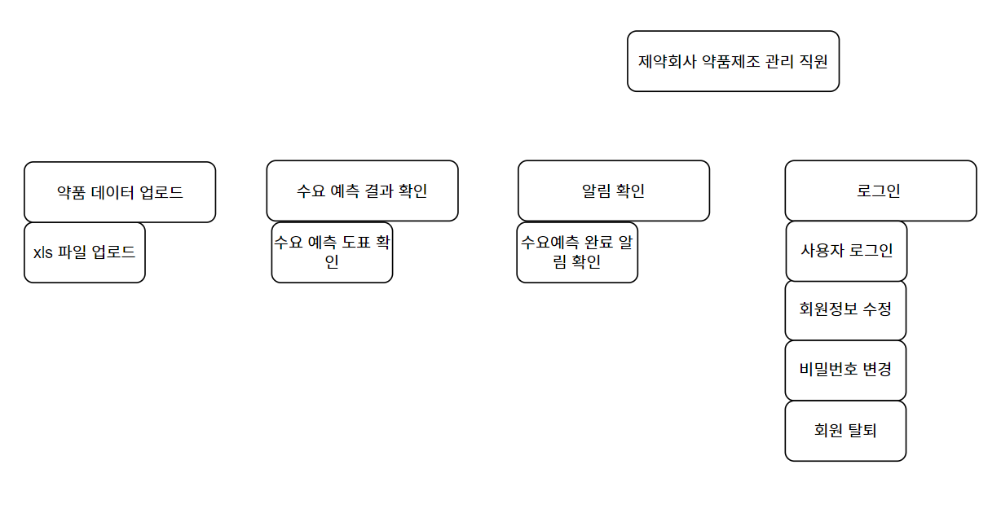 제약회사 약품제조 관리 직원
약품 데이터 업로드
수요 예측 결과 확인
알림 확인
로그인
xls 파일 업로드
수요 예측 도표 확
인
수요예측 완료 알
림 확인
사용자 로그인
회원정보 수정
비밀번호 변경
회원 탈퇴